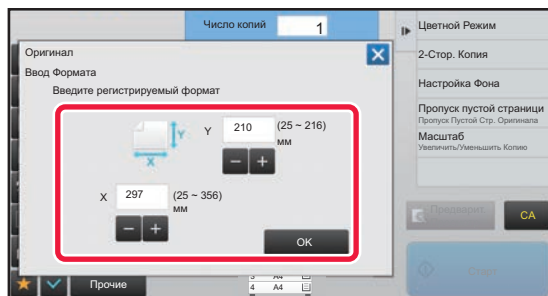 Число копий 1
Оригинал
Ввод Формата
Введите регистрируемый формат
Y 210 (25 ~ 216)
мм
Y
X
X 297 (25 ~ 356)
мм
OK
Прочие
4 A4
Цветной Режим
2-Стор. Копия
Настройка Фона
Пропуск пустой страници
Пропуск Пустой Стр. Оригинала
Масштаб
Увеличить/Уменьшить Копию
CA